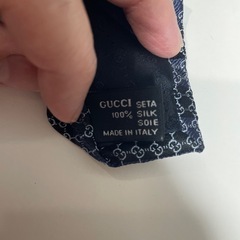 GUCCI SETA
100% SILK
SOIE
MADE IN ITALY